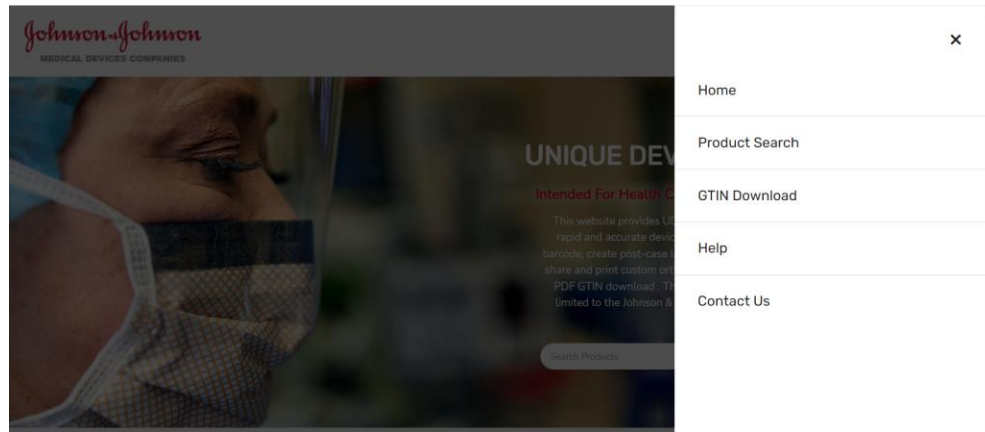 Johnson&Johnson
MEDICAL DEVICES COMPANIES
UNIQUE DEV
Intended For Health C
This website provides UD
rapid and accurate devic
barcode, create post-case l
share and print custom ort
PDF GTIN download . Th
limited to the Johnson &
Search Products
×
Home
Product Search
GTIN Download
Help
Contact Us